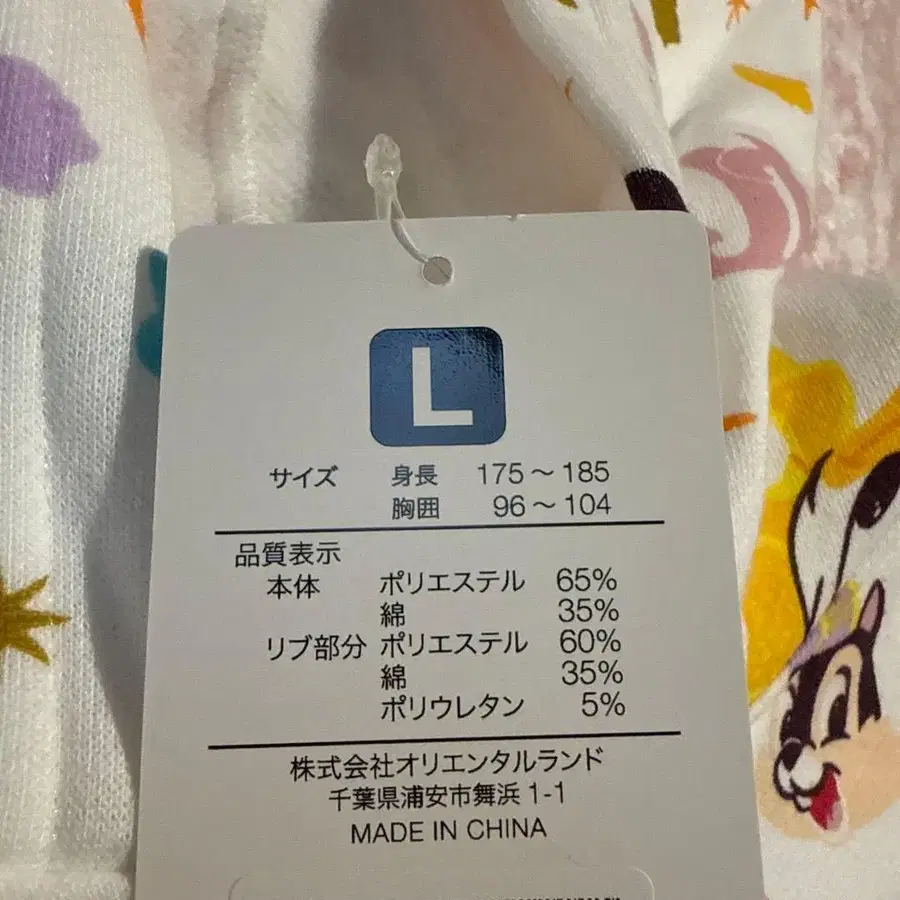 L
サイズ 身長 175～185
胸囲 96～104
品質表示
本体 ポリエステル 65%
綿 35%
リブ部分 ポリエステル 60%
綿 35%
ポリウレタン 5%
株式会社オリエンタルランド
千葉県浦安市舞浜 1-1
MADE IN CHINA